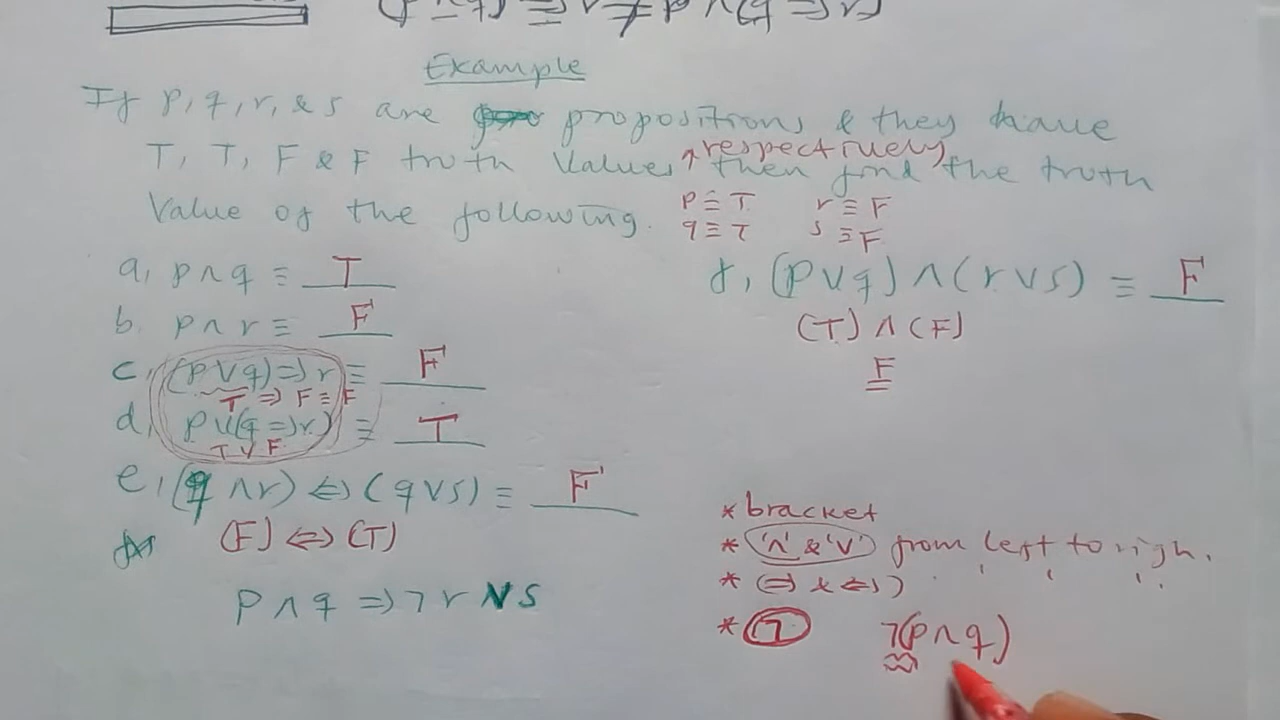 Example
If p, q, r, & s are propositions & they have
T, T, F & F truth Values respectively then find the truth
Value of the following.
p ≡ T r ≡ F
q ≡ T s ≡ F
a, p ∧ q ≡ T
b. p ∧ r ≡ F
c, (p ∨ q) => r ≡ F
T => F ≡ F
d, p ∨ (q => r) ≡ T
T ∨ F
e, (q ∧ r) <=> (q ∨ s) ≡ F
(F) <=> (T)
p ∧ q => ¬ r ∨ s
f, (p ∨ q) ∧ (r ∨ s) ≡ F
(T) ∧ (F)
F
* bracket
* '∧' & '∨' from left to righ.
* (=> & <=>)
* ¬ ¬(p ∧ q)